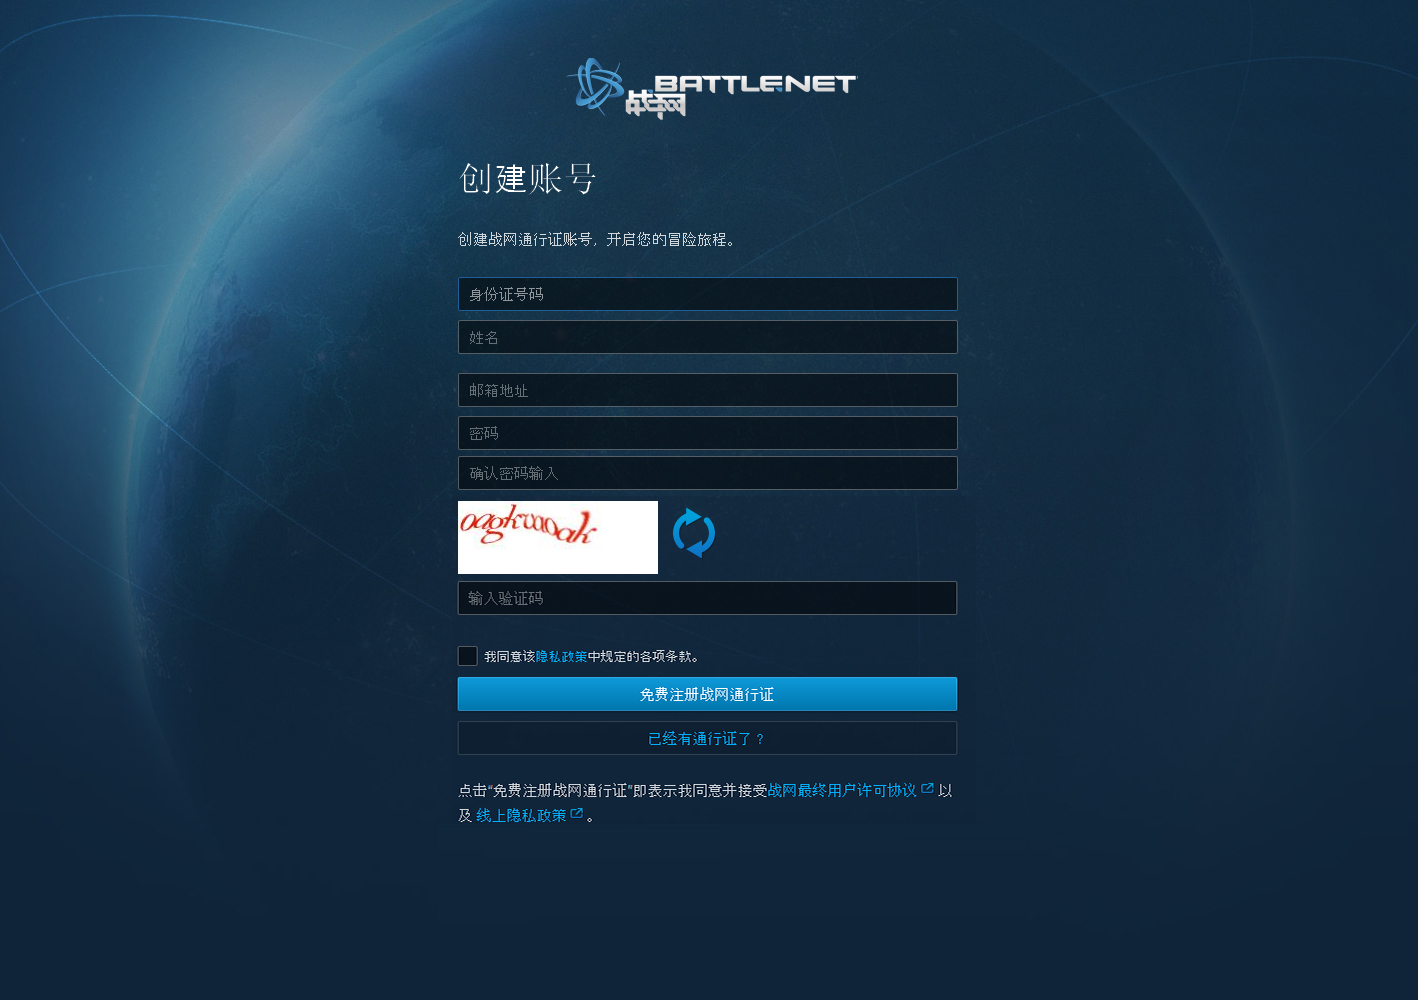 BATTLE.NET
战网
创建账号
创建战网通行证账号，开启您的冒险旅程。
身份证号码
姓名
邮箱地址
密码
确认密码输入
输入验证码
我同意该隐私政策中规定的各项条款。
免费注册战网通行证
已经有通行证了？
点击“免费注册战网通行证”即表示我同意并接受战网最终用户许可协议 以
及 线上隐私政策 。